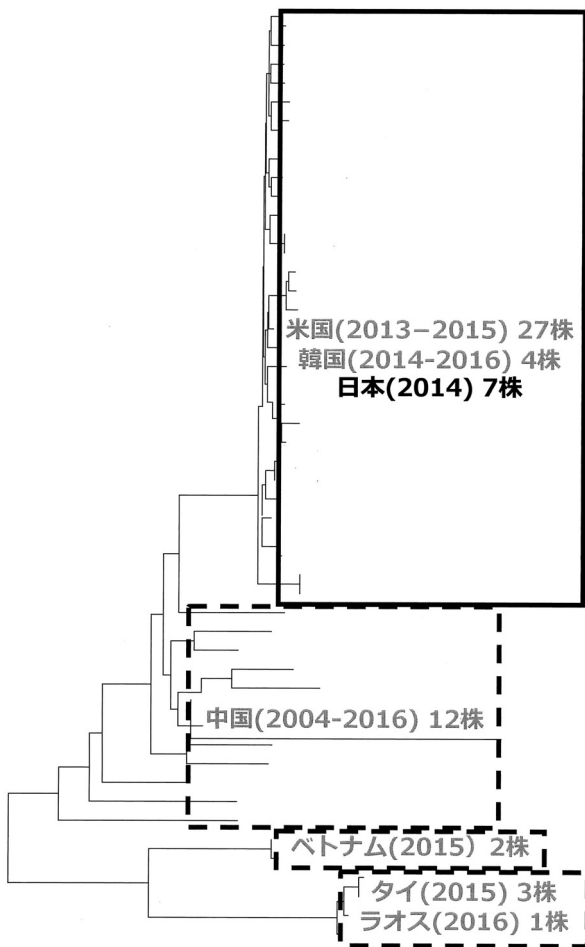 米国(2013−2015) 27株
韓国(2014-2016) 4株
日本(2014) 7株
中国(2004-2016) 12株
ベトナム(2015） 2株
タイ(2015) 3株
ラオス(2016) 1株